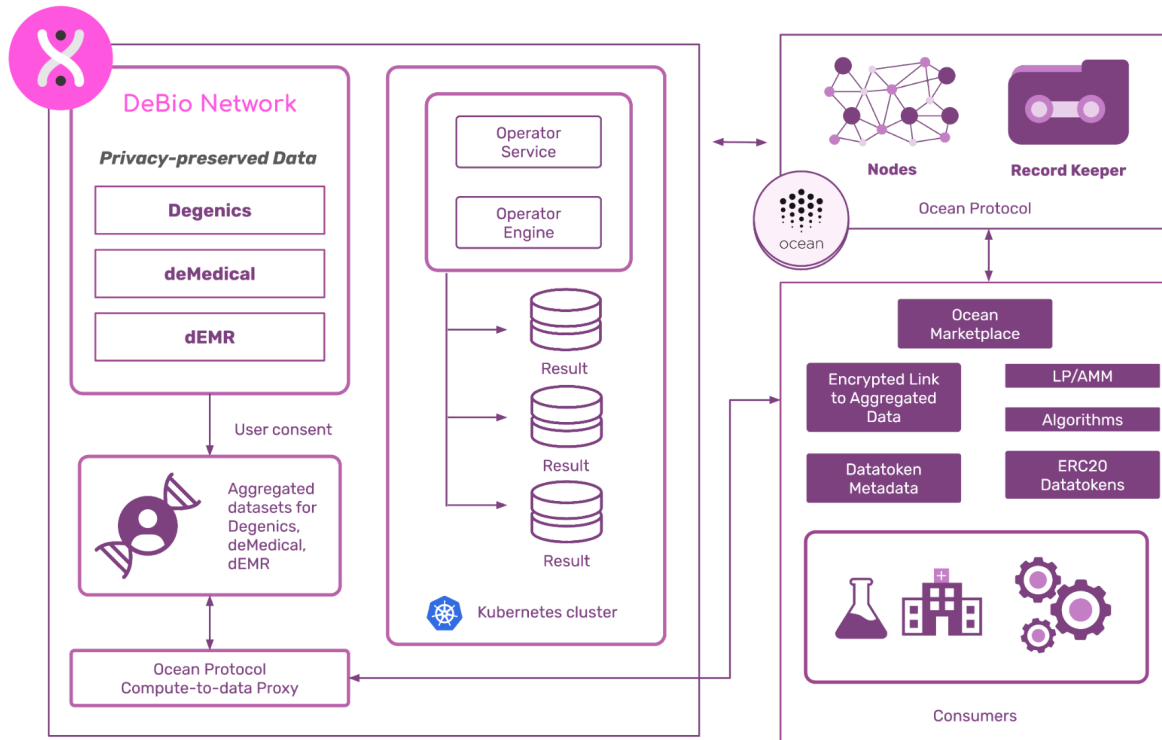 DeBio Network
Privacy-preserved Data
Degenics
deMedical
dEMR
User consent
Aggregated
datasets for
Degenics,
deMedical,
dEMR
Ocean Protocol
Compute-to-data Proxy
Operator
Service
Operator
Engine
Result
Result
Result
Kubernetes cluster
Nodes
Record Keeper
Ocean Protocol
ocean
Ocean
Marketplace
Encrypted Link
to Aggregated
Data
LP/AMM
Algorithms
Datatoken
Metadata
ERC20
Datatokens
Consumers